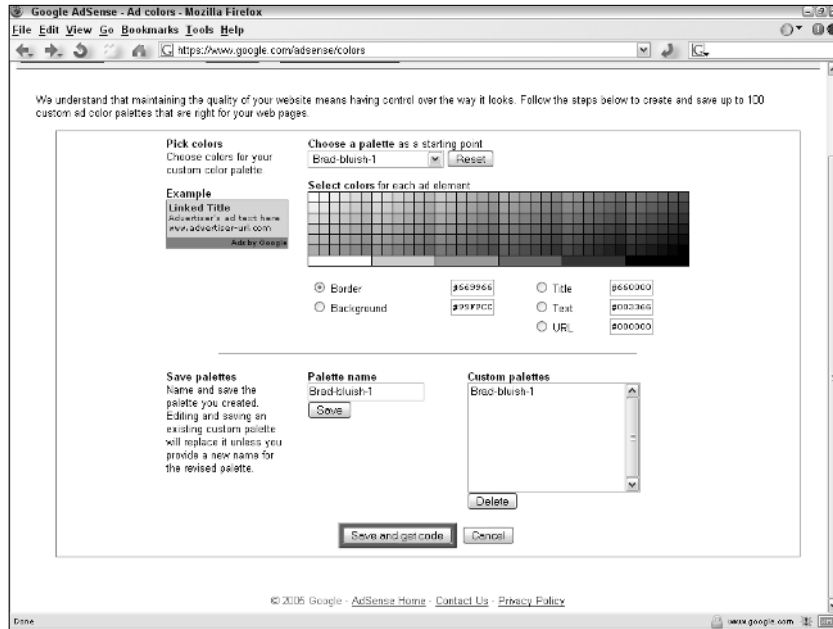 Google AdSense - Ad colors - Mozilla Firefox
File Edit View Go Bookmarks Tools Help
https://www.google.com/adsense/colors
We understand that maintaining the quality of your website means having control over the way it looks. Follow the steps below to create and save up to 100
custom ad color palettes that are right for your web pages.
Pick colors
Choose colors for your
custom color palette
Choose a palette as a starting point
Brad-bluish-1
Reset
Example
Linked Title
Advertiser's ad text here
www.advertiser-url.com
Ads by Google
Select colors for each ad element
Border #669966
Background #99FFCC
Title #660000
Text #003366
URL #000000
Save palettes
Name and save the
palette you created.
Editing and saving an
existing custom palette
will replace it unless you
provide a new name for
the revised palette.
Palette name
Brad-bluish-1
Save
Custom palettes
Brad-bluish-1
Delete
Save and get code
Cancel
© 2005 Google - AdSense Home - Contact Us - Privacy Policy
Done
www.google.com